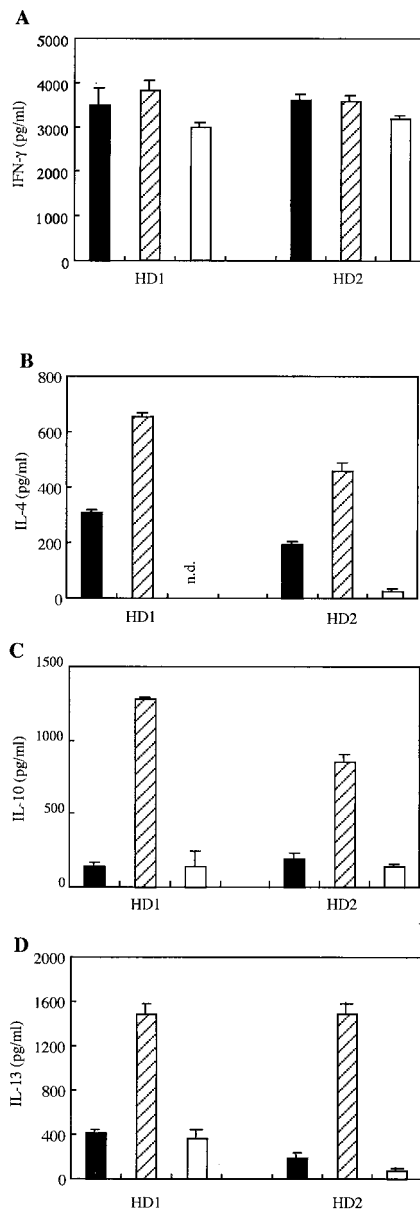 A
IFN-γ (pg/ml)
5000
4000
3000
2000
1000
0
HD1 HD2
B
IL-4 (pg/ml)
800
600
400
200
0
n.d.
HD1 HD2
C
IL-10 (pg/ml)
1500
1000
500
0
HD1 HD2
D
IL-13 (pg/ml)
2000
1600
1200
800
400
0
HD1 HD2